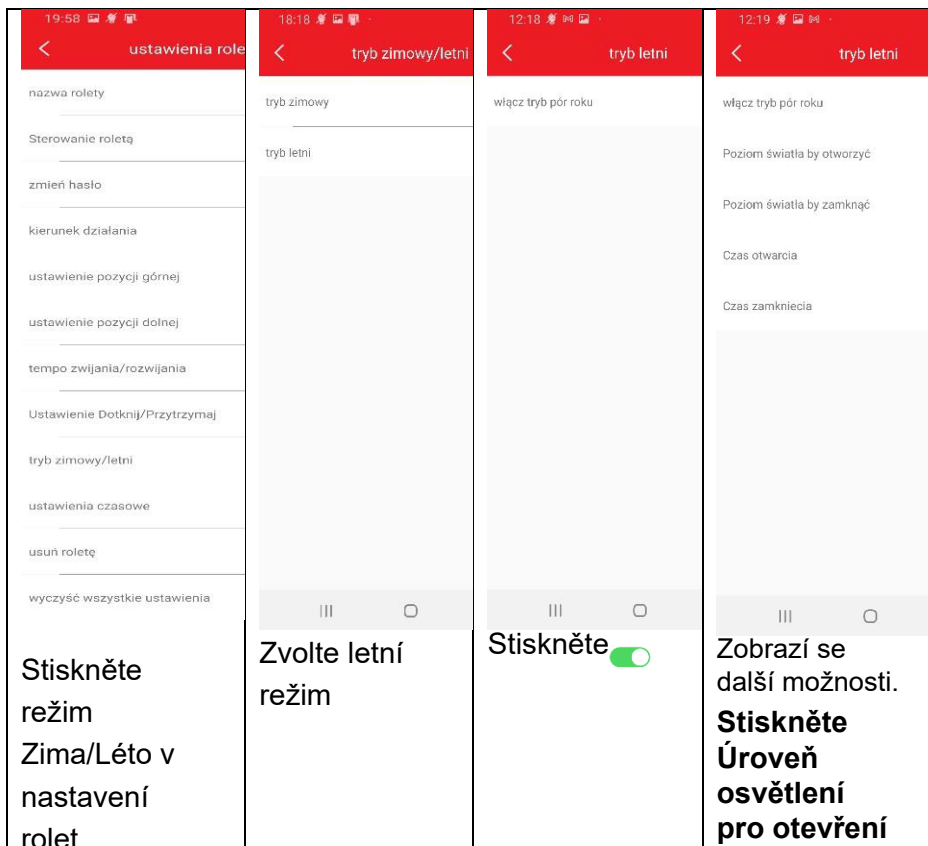 19:58
ustawienia role
nazwa rolety
Sterowanie roletą
zmień hasło
kierunek działania
ustawienie pozycji górnej
ustawienie pozycji dolnej
tempo zwijania/rozwijania
Ustawienie Dotknij/Przytrzymaj
tryb zimowy/letni
ustawienia czasowe
usuń roletę
wyczyść wszystkie ustawienia
Stiskněte
režim
Zima/Léto v
nastavení
rolet
18:18
tryb zimowy/letni
tryb zimowy
tryb letni
Zvolte letní
režim
12:18
tryb letni
włącz tryb pór roku
Stiskněte
12:19
tryb letni
włącz tryb pór roku
Poziom światła by otworzyć
Poziom światla by zamknąć
Czas otwarcia
Czas zamkniecia
Zobrazí se
další možnosti.
Stiskněte
Úroveň
osvětlení
pro otevření